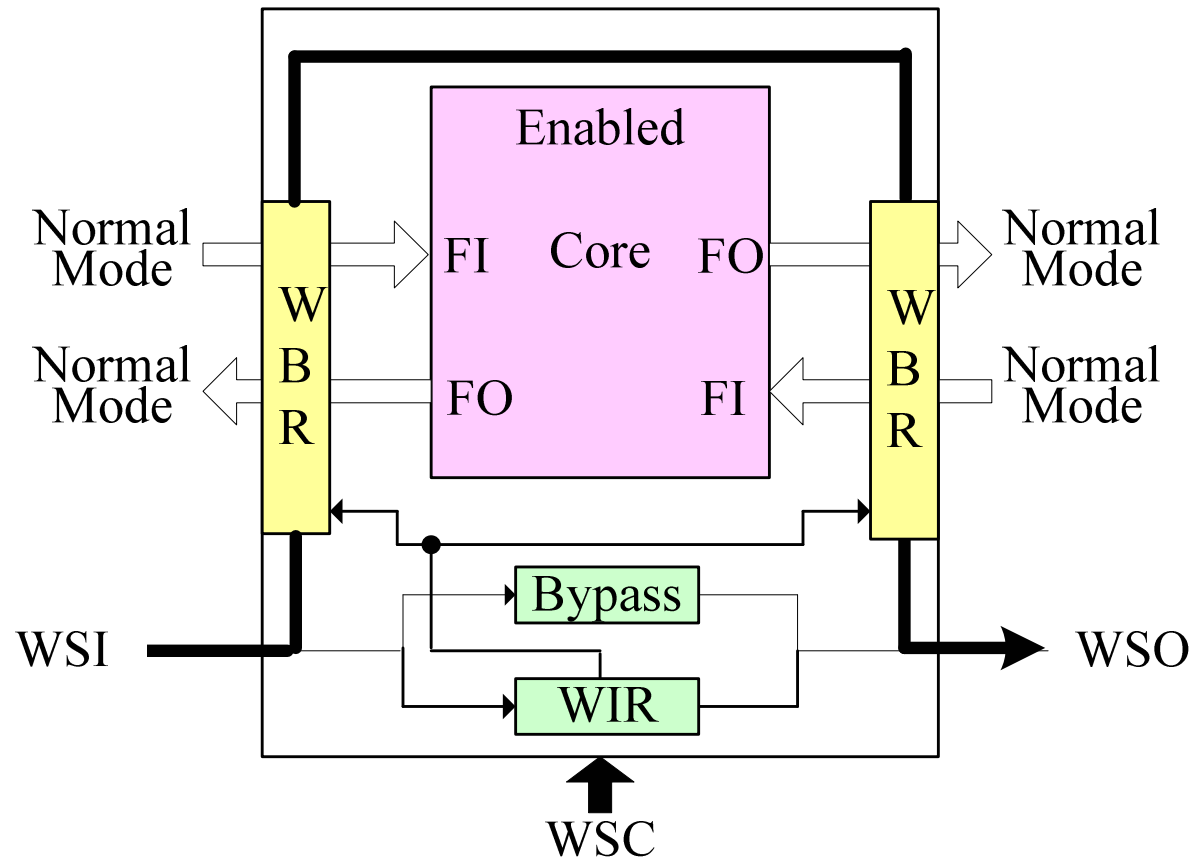 Enabled
Core
Normal
Mode
FI
FO
Normal
Mode
W
B
R
W
B
R
Normal
Mode
FO
FI
Normal
Mode
Bypass
WSI
WSO
WIR
WSC